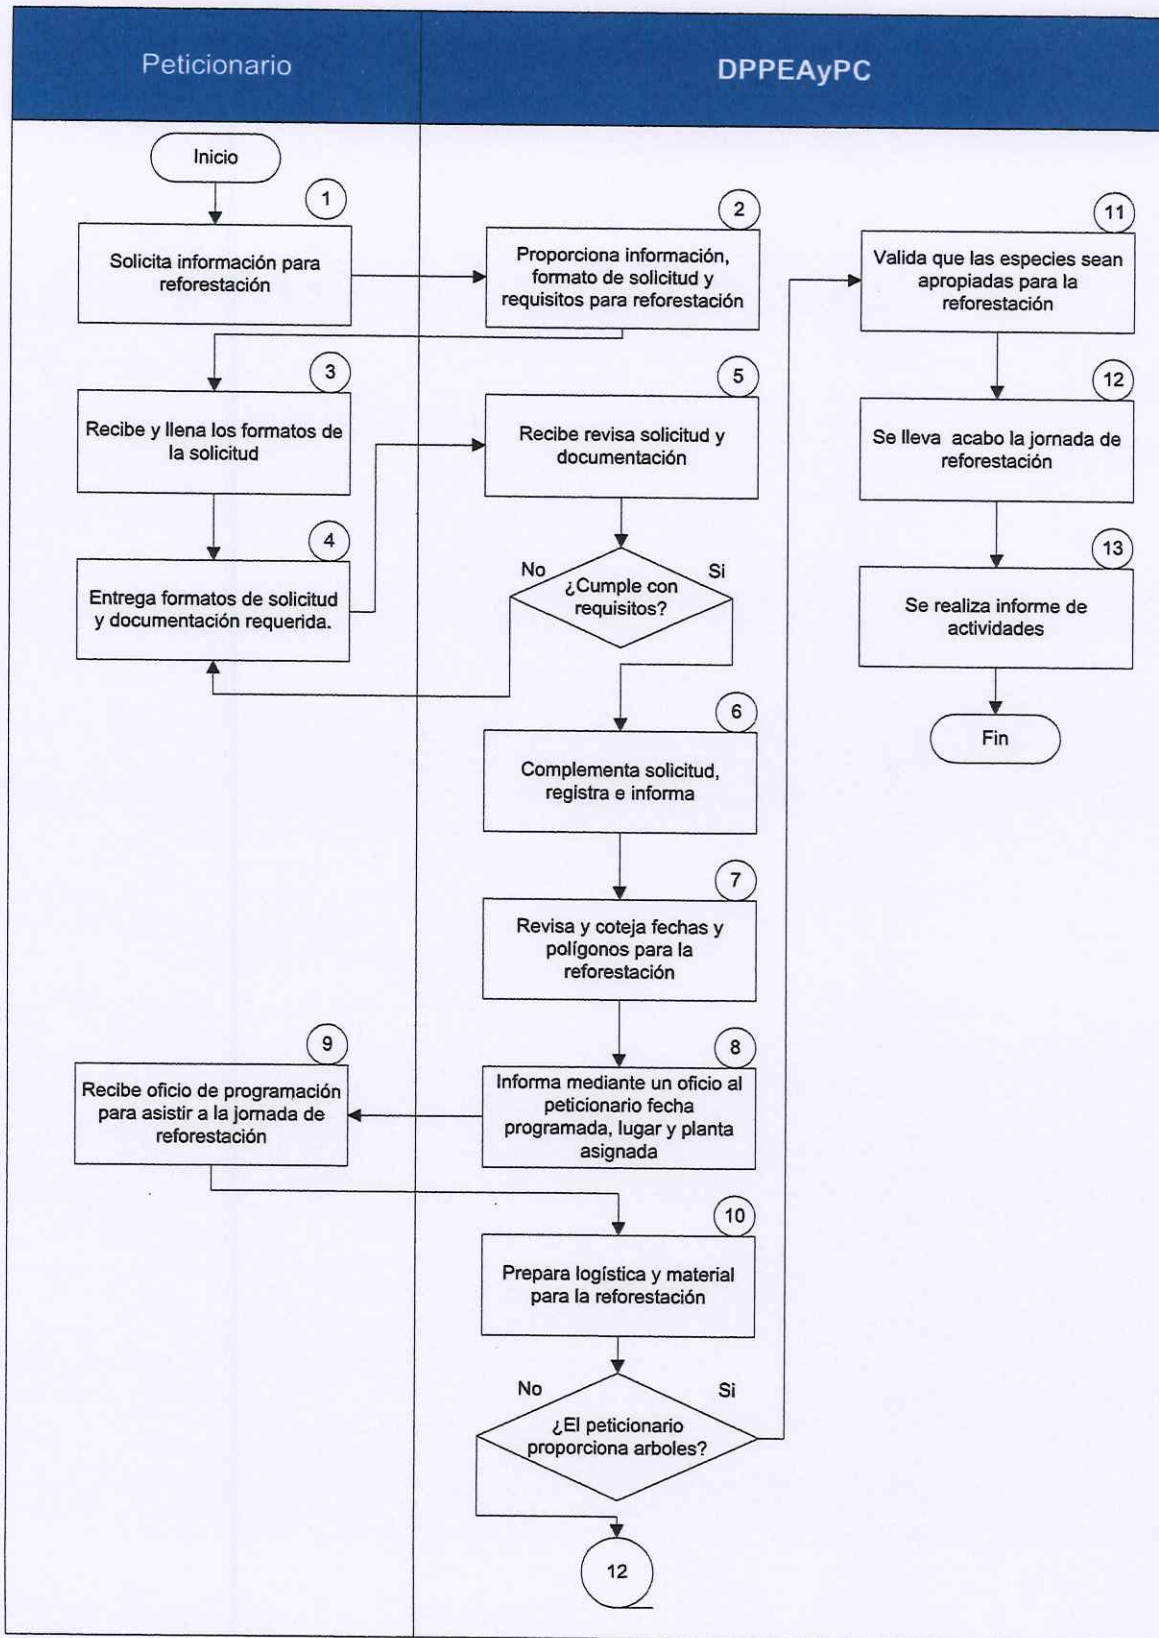 Peticionario
DPPEAyPC
Inicio
1
Solicita información para
reforestación
2
Proporciona información,
formato de solicitud y
requisitos para reforestación
3
Recibe y llena los formatos de
la solicitud
4
Entrega formatos de solicitud
y documentación requerida.
5
Recibe revisa solicitud y
documentación
No
Si
¿Cumple con
requisitos?
6
Complementa solicitud,
registra e informa
7
Revisa y coteja fechas y
polígonos para la
reforestación
8
Informa mediante un oficio al
peticionario fecha
programada, lugar y planta
asignada
9
Recibe oficio de programación
para asistir a la jornada de
reforestación
10
Prepara logística y material
para la reforestación
No
Si
¿El peticionario
proporciona arboles?
12
11
Valida que las especies sean
apropiadas para la
reforestación
12
Se lleva acabo la jornada de
reforestación
13
Se realiza informe de
actividades
Fin